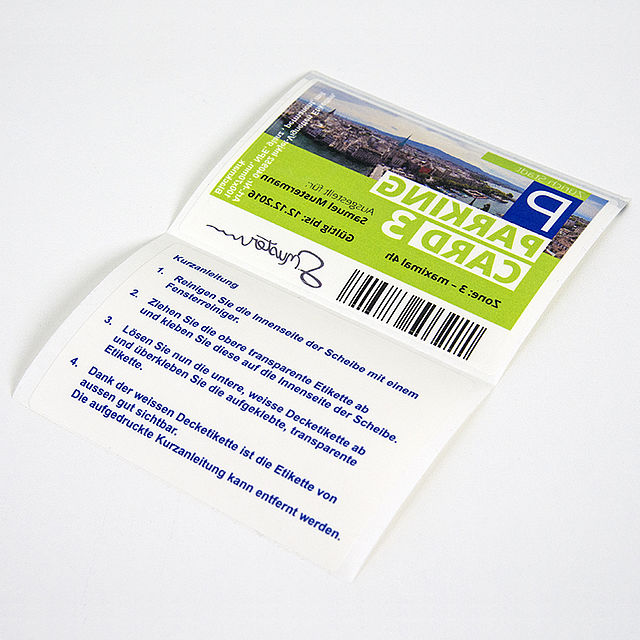 Zürich Stadt
P PARKING
CARD 3
Zone: 3 – maximal 4h
Ausgestellt für:
Samuel Mustermann
Gültig bis: 12.12.2016
Kurzanleitung
1. Reinigen Sie die Innenseite der Scheibe mit einem
Fensterreiniger.
2. Ziehen Sie die obere transparente Etikette ab
und kleben Sie diese auf die Innenseite der Scheibe.
3. Lösen Sie nun die untere, weisse Decketikette ab
und überkleben Sie die aufgeklebte, transparente
Etikette.
4. Dank der weissen Decketikette ist die Etikette von
aussen gut sichtbar.
Die aufgedruckte Kurzanleitung kann entfernt werden.